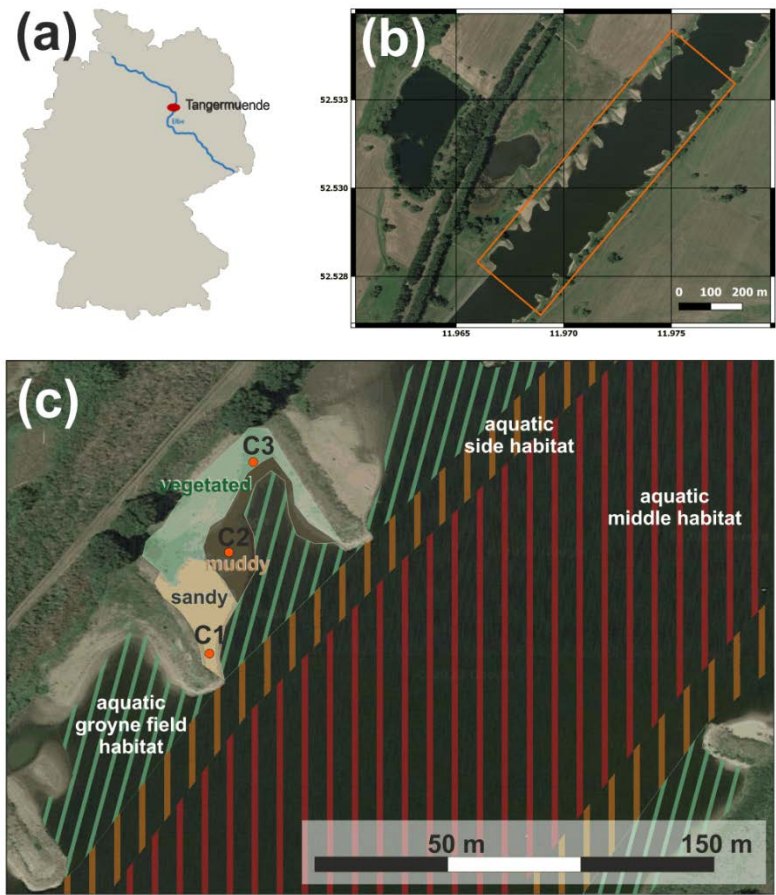 (a)
Tangermuende
Elbe
(b)
52.533
52.530
52.528
0 100 200 m
11.965
11.970
11.975
(c)
C3
vegetated
C2
muddy
sandy
C1
aquatic
side habitat
aquatic
middle habitat
aquatic
groyne field
habitat
50 m
150 m